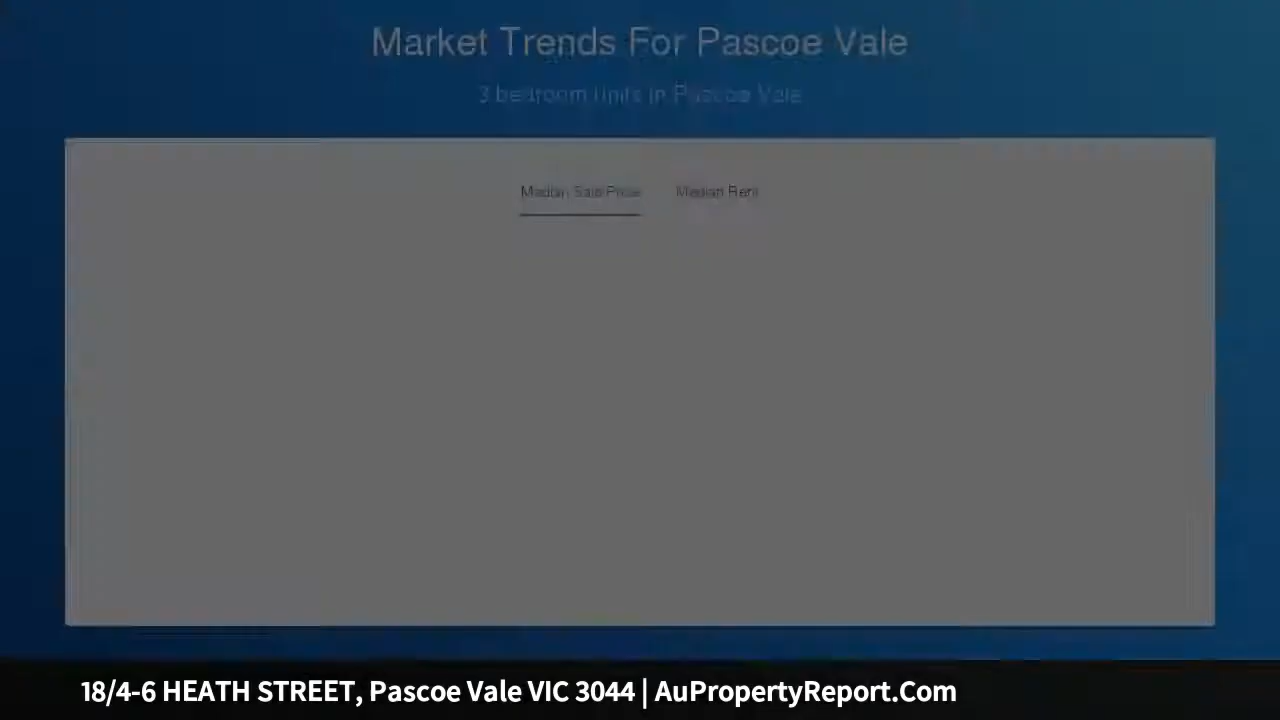 Market Trends For Pascoe Vale
3 bedroom units in Pascoe Vale
Median Sale Price
Median Rent
18/4-6 HEATH STREET, Pascoe Vale VIC 3044 | AuPropertyReport.Com